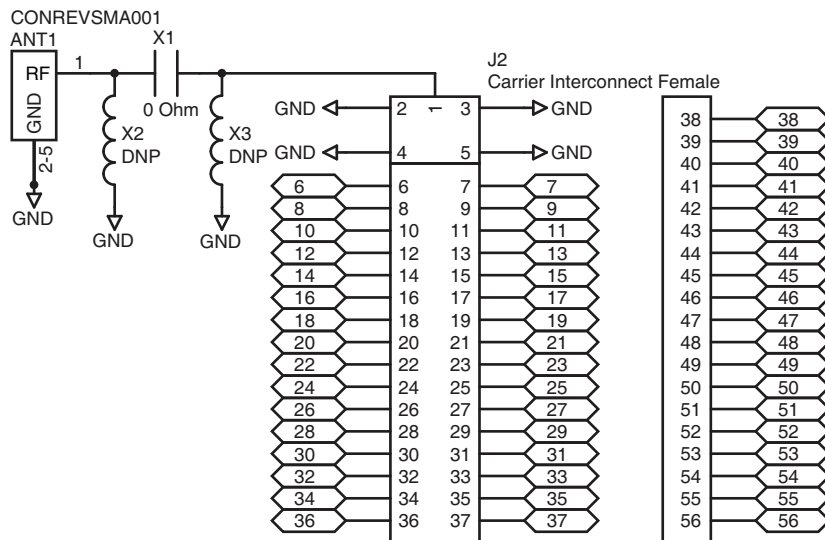 CONREVSMA001
ANT1
RF
1
GND
2-5
GND
X1
0 Ohm
X2
DNP
GND
X3
DNP
GND
J2
Carrier Interconnect Female
GND 2 1 3 GND
GND 4 5 GND
6 6 7 7
8 8 9 9
10 10 11 11
12 12 13 13
14 14 15 15
16 16 17 17
18 18 19 19
20 20 21 21
22 22 23 23
24 24 25 25
26 26 27 27
28 28 29 29
30 30 31 31
32 32 33 33
34 34 35 35
36 36 37 37
38 38
39 39
40 40
41 41
42 42
43 43
44 44
45 45
46 46
47 47
48 48
49 49
50 50
51 51
52 52
53 53
54 54
55 55
56 56